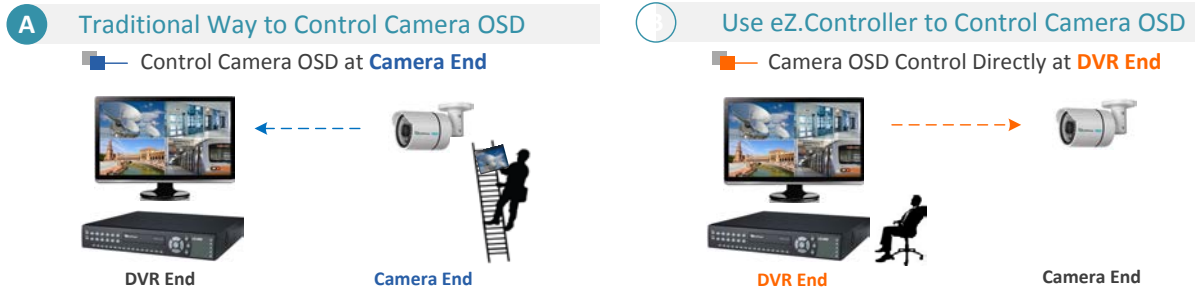 A
Traditional Way to Control Camera OSD
Control Camera OSD at Camera End
DVR End
Camera End
B
Use eZ.Controller to Control Camera OSD
Camera OSD Control Directly at DVR End
DVR End
Camera End